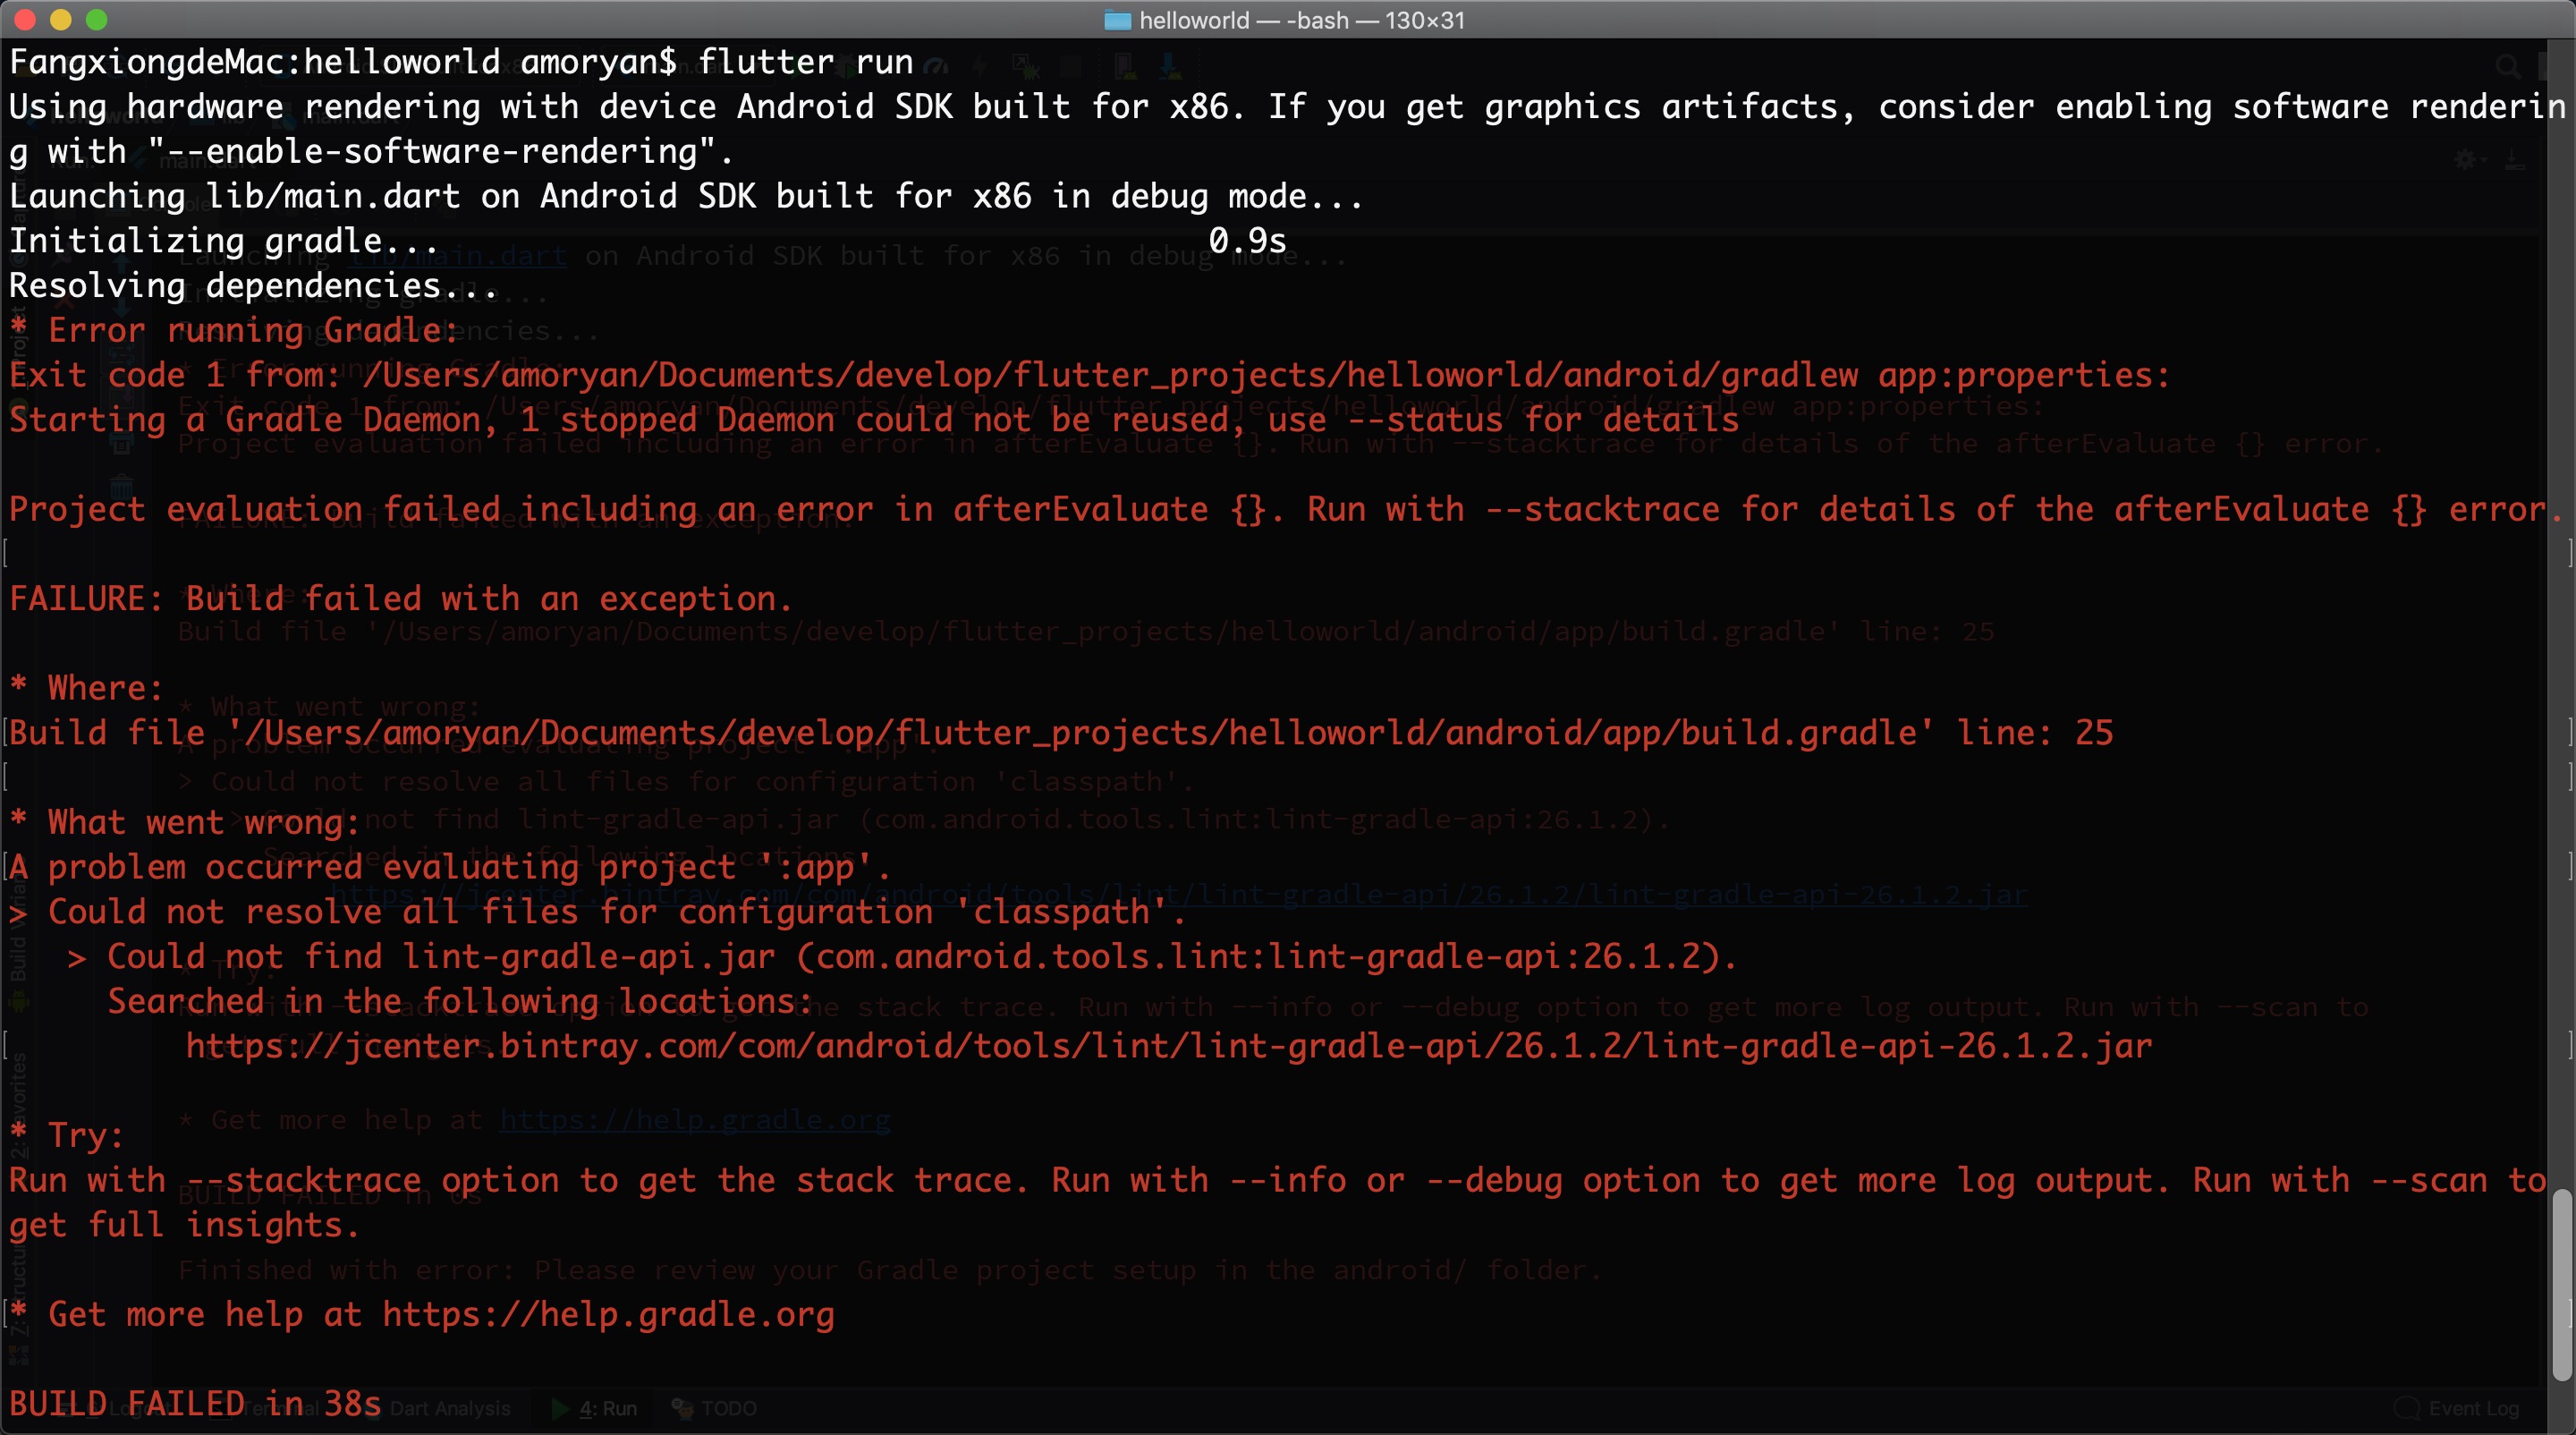 helloworld — -bash — 130×31
FangxiongdeMac:helloworld amoryan$ flutter run
Using hardware rendering with device Android SDK built for x86. If you get graphics artifacts, consider enabling software renderin
g with "--enable-software-rendering".
Launching lib/main.dart on Android SDK built for x86 in debug mode...
Initializing gradle... 0.9s
Resolving dependencies...
* Error running Gradle:
Exit code 1 from: /Users/amoryan/Documents/develop/flutter_projects/helloworld/android/gradlew app:properties:
Starting a Gradle Daemon, 1 stopped Daemon could not be reused, use --status for details
Project evaluation failed including an error in afterEvaluate {}. Run with --stacktrace for details of the afterEvaluate {} error.
FAILURE: Build failed with an exception.
* Where:
Build file '/Users/amoryan/Documents/develop/flutter_projects/helloworld/android/app/build.gradle' line: 25
* What went wrong:
A problem occurred evaluating project ':app'.
> Could not resolve all files for configuration 'classpath'.
> Could not find lint-gradle-api.jar (com.android.tools.lint:lint-gradle-api:26.1.2).
Searched in the following locations:
https://jcenter.bintray.com/com/android/tools/lint/lint-gradle-api/26.1.2/lint-gradle-api-26.1.2.jar
* Try:
Run with --stacktrace option to get the stack trace. Run with --info or --debug option to get more log output. Run with --scan to
get full insights.
* Get more help at https://help.gradle.org
BUILD FAILED in 38s
Terminal
Dart Analysis
4: Run
TODO
Event Log